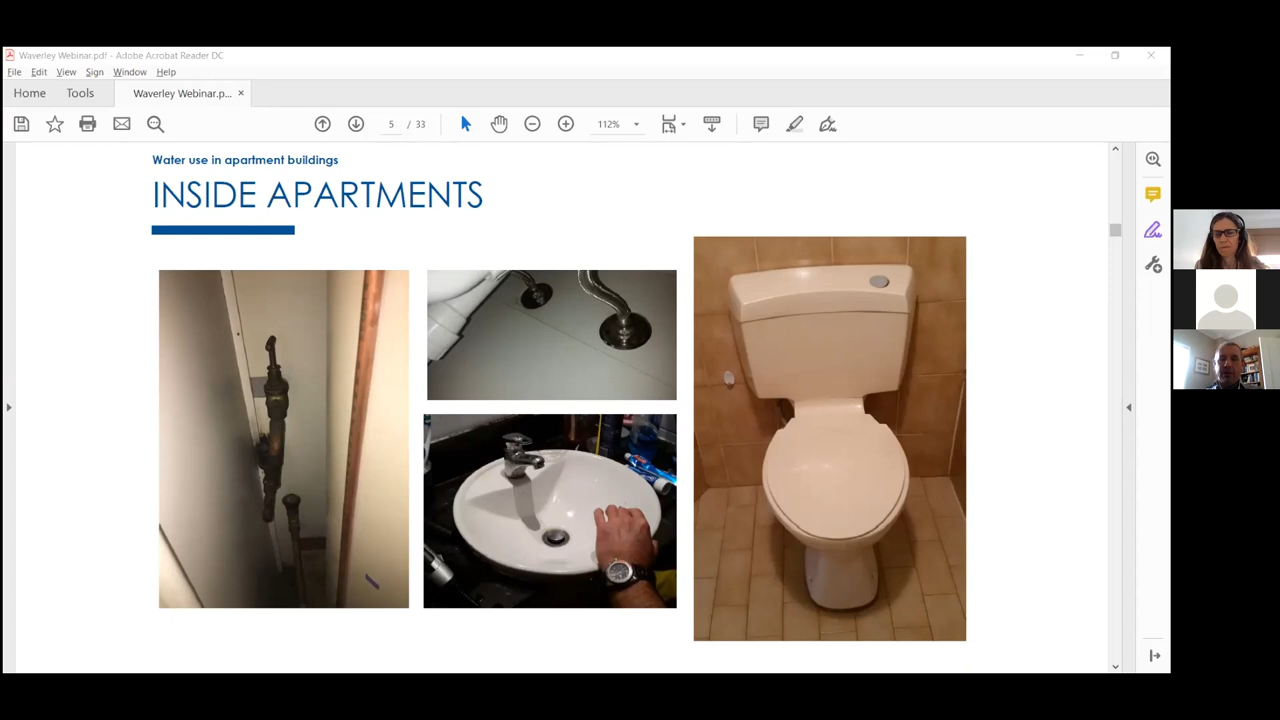 Waverley Webinar.pdf - Adobe Acrobat Reader DC
File Edit View Sign Window Help
Home Tools Waverley Webinar.p... ×
5 / 33 112%
Water use in apartment buildings
INSIDE APARTMENTS